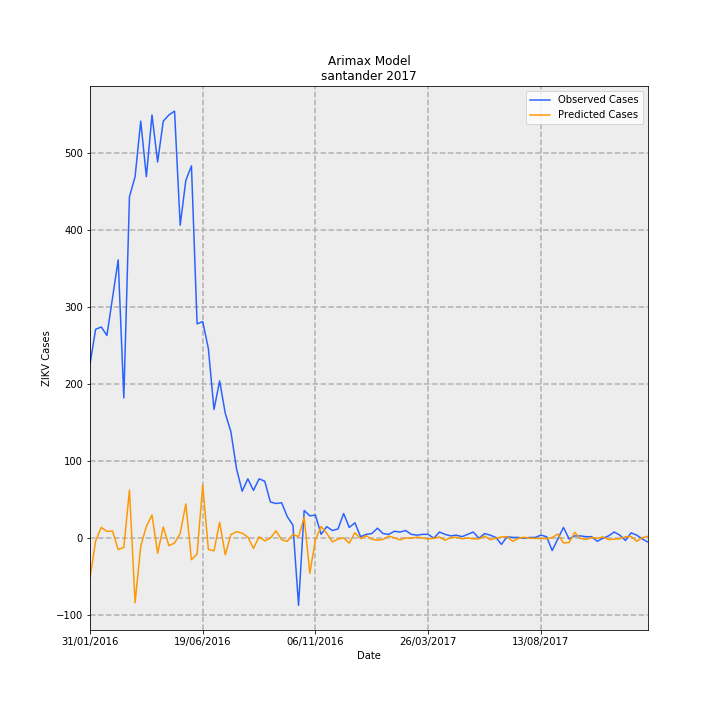 Arimax Model
santander 2017
Observed Cases
Predicted Cases
ZIKV Cases
500
400
300
200
100
0
−100
31/01/2016
19/06/2016
06/11/2016
26/03/2017
13/08/2017
Date